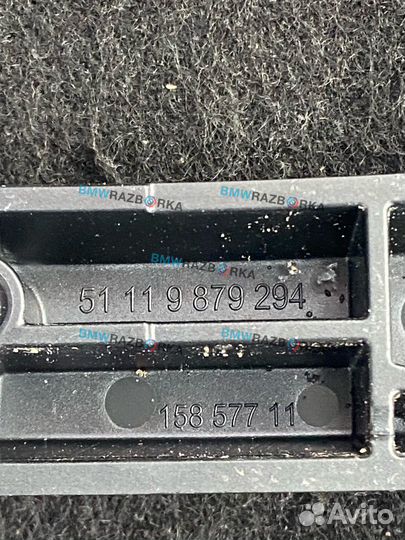 BMWRAZBORKA
BMWRAZBORKA
BMWRAZBORKA
51 11 9 879 294
BMWRAZBORKA
158 577 11
BMWRAZBORKA
Avito